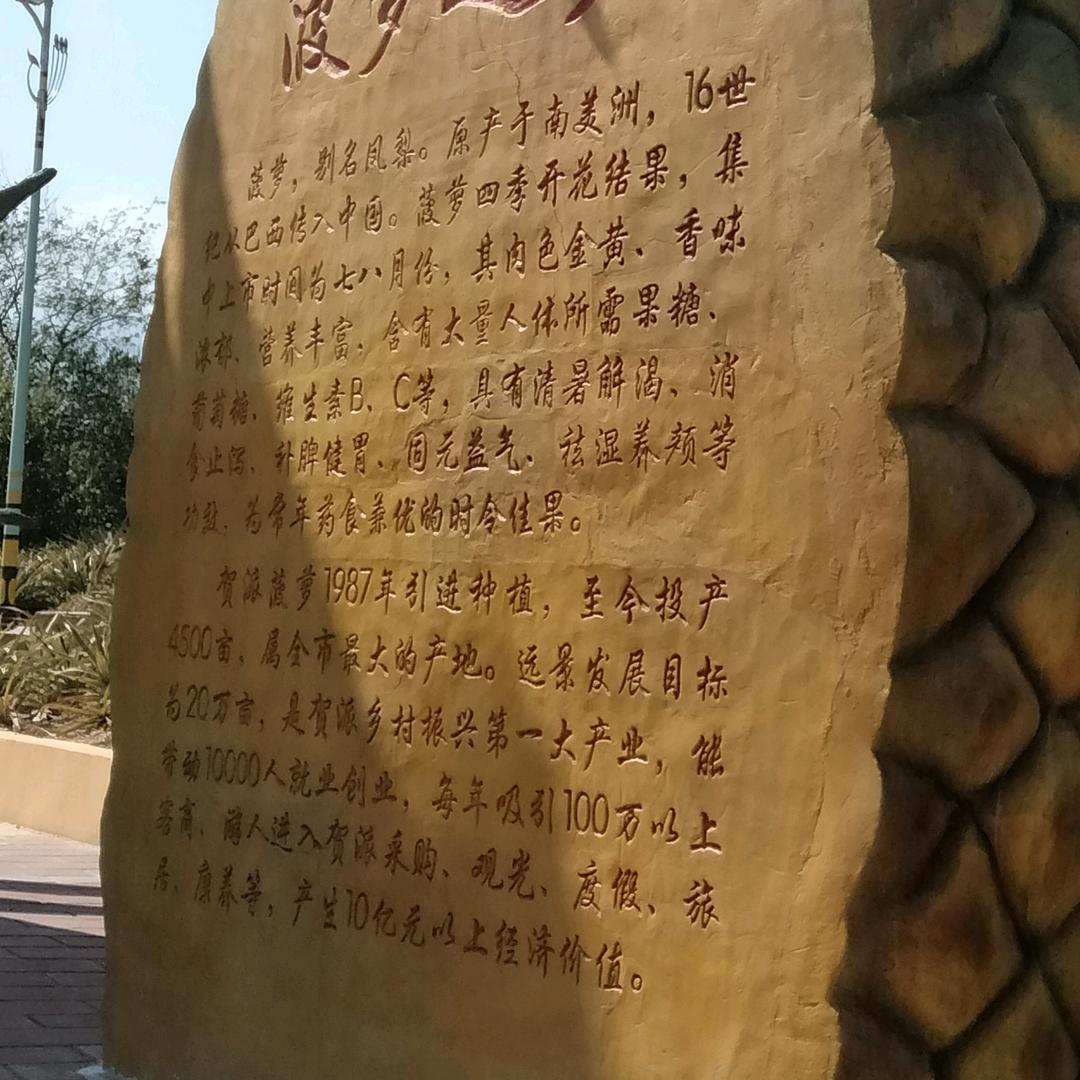 菠萝
菠萝，别名凤梨。原产于南美洲，16世
纪从巴西传入中国。菠萝四季开花结果，集
中上市时间为七八月份，其肉色金黄、香味
浓郁、营养丰富，含有大量人体所需果糖、
葡萄糖、维生素B、C等，具有清暑解渴、消
食止泻、补脾健胃、固元益气、祛湿养颜等
功效，为常年药食兼优的时令佳果。
贺派菠萝1987年引进种植，至今投产
4500亩，属全市最大的产地。远景发展目标
为20万亩，是贺派乡村振兴第一大产业，能
带动10000人就业创业，每年吸引100万以上
客商、游人进入贺派采购、观光、度假、旅
居、康养等，产生10亿元以上经济价值。